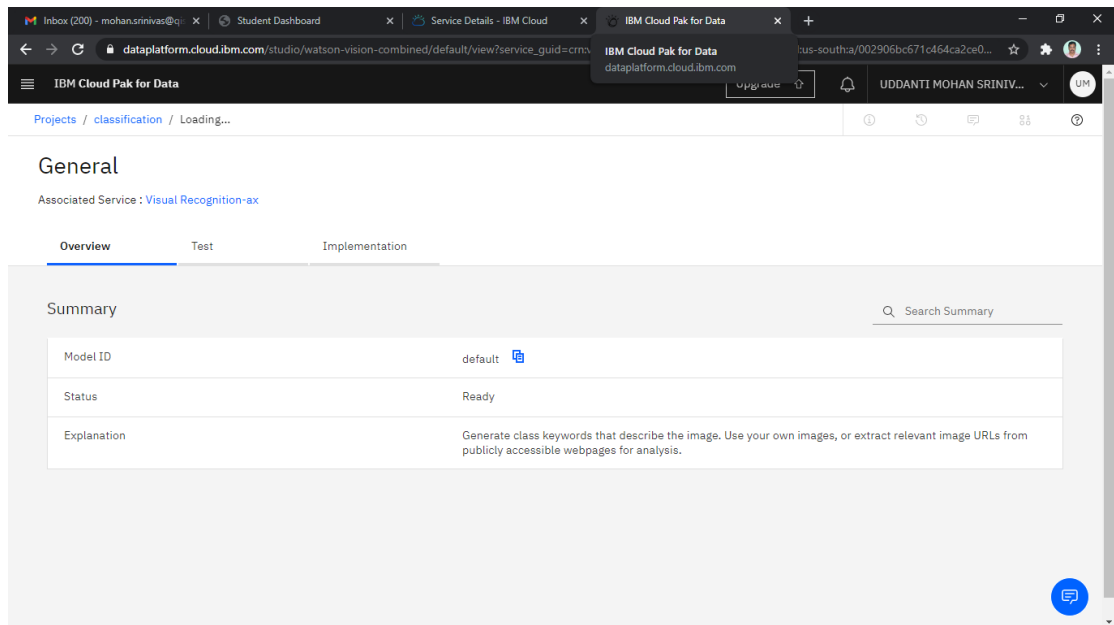 Inbox (200) - mohan.srinivas@qi
Student Dashboard
Service Details - IBM Cloud
IBM Cloud Pak for Data
dataplatform.cloud.ibm.com/studio/watson-vision-combined/default/view?service_guid=crn:v
IBM Cloud Pak for Data
dataplatform.cloud.ibm.com
:us-south:a/002906bc671c464ca2ce0...
IBM Cloud Pak for Data
Upgrade
UDDANTI MOHAN SRINIV...
UM
Projects / classification / Loading...
General
Associated Service : Visual Recognition-ax
Overview Test Implementation
Summary
Search Summary
Model ID default
Status Ready
Explanation Generate class keywords that describe the image. Use your own images, or extract relevant image URLs from
publicly accessible webpages for analysis.